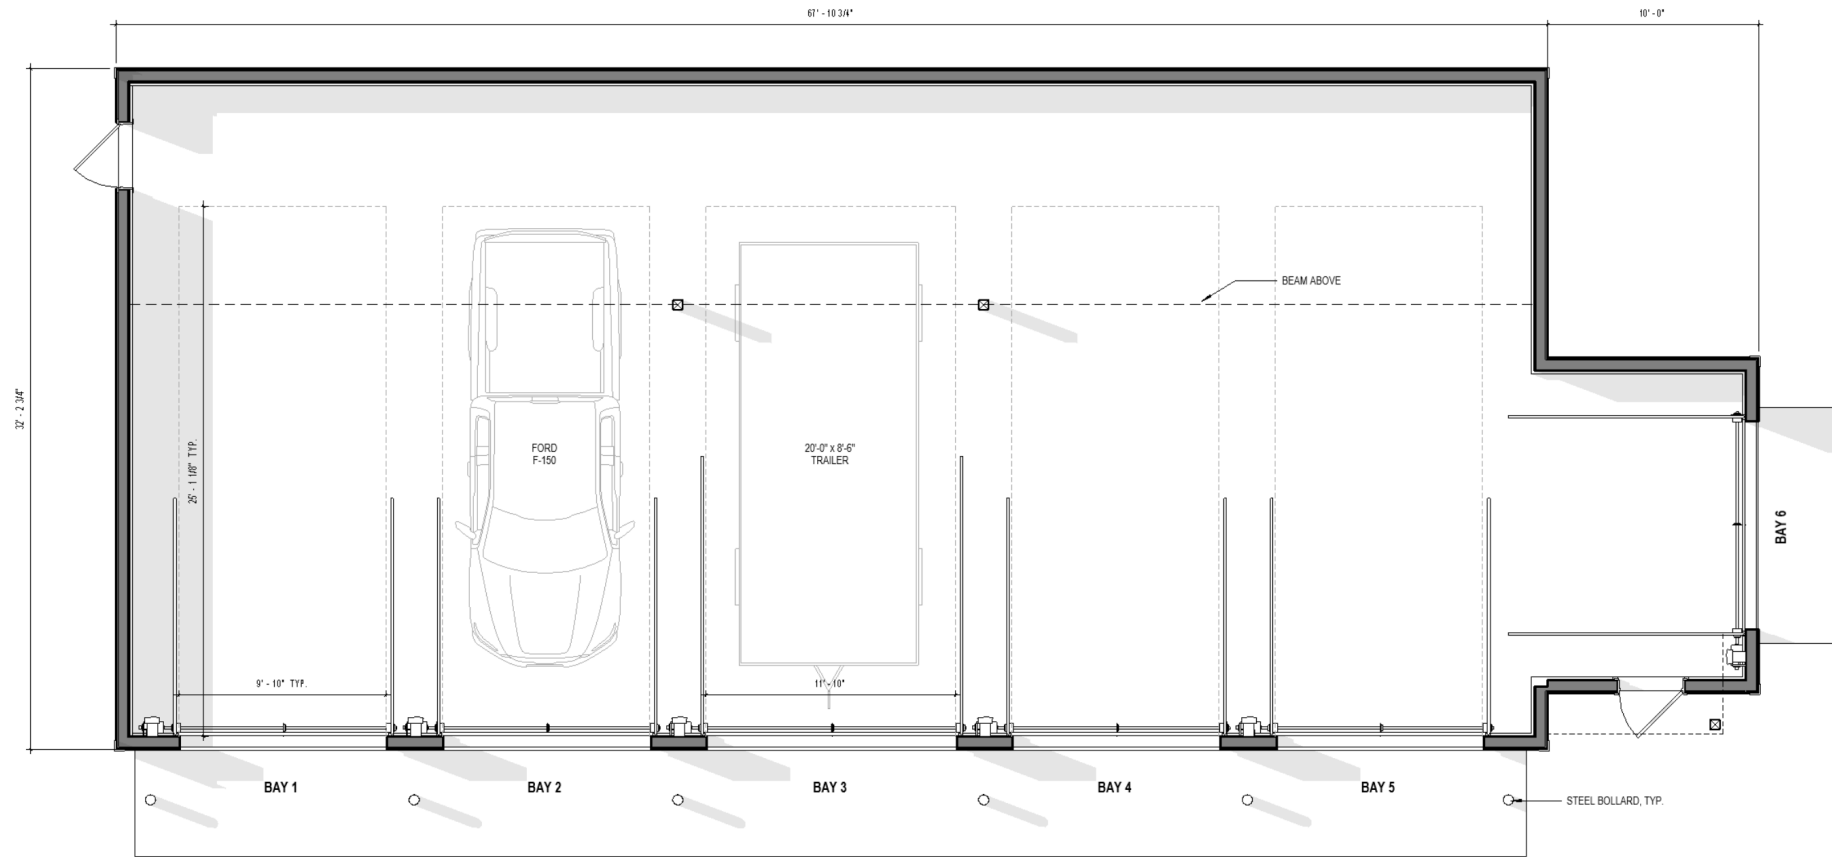 67' - 10 3/4"
10' - 0"
BEAM ABOVE
32' - 2 3/4"
25' - 1 1/8" TYP.
FORD
F-150
20'-0" x 8'-6"
TRAILER
BAY 6
9' - 10" TYP.
11' - 10"
BAY 1
BAY 2
BAY 3
BAY 4
BAY 5
STEEL BOLLARD, TYP.